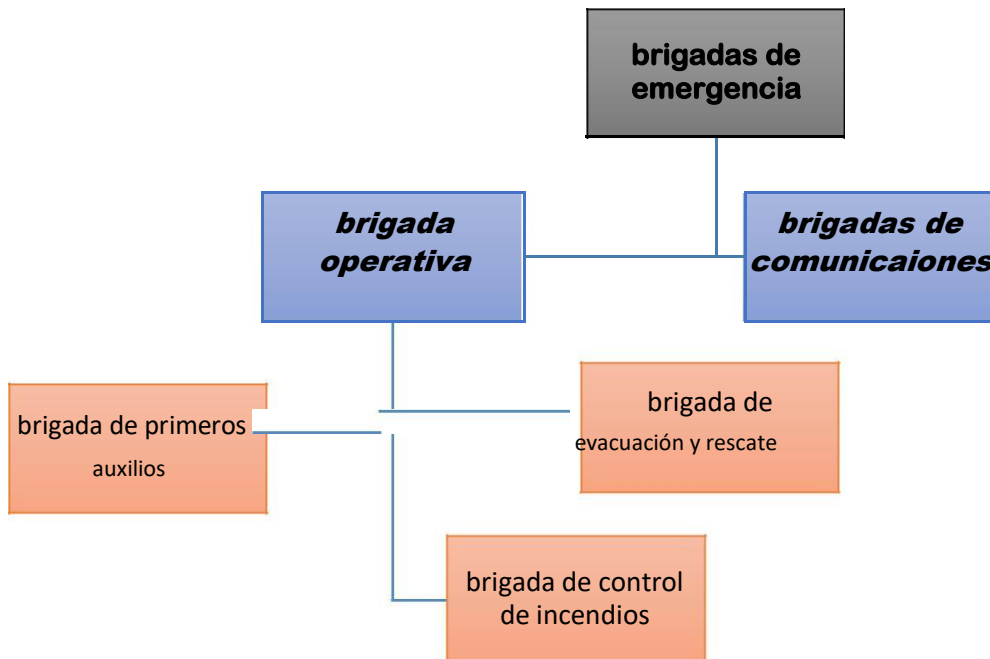 brigadas de
emergencia
brigada
operativa
brigadas de
comunicaiones
brigada de primeros
auxilios
brigada de
evacuación y rescate
brigada de control
de incendios